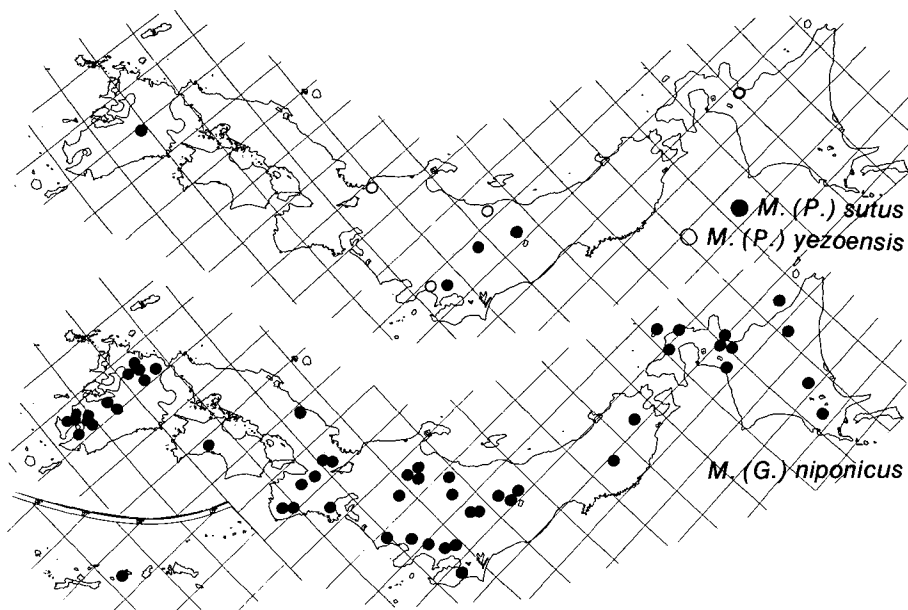 ● M. (P.) sutus
○ M. (P.) yezoensis
M. (G.) niponicus